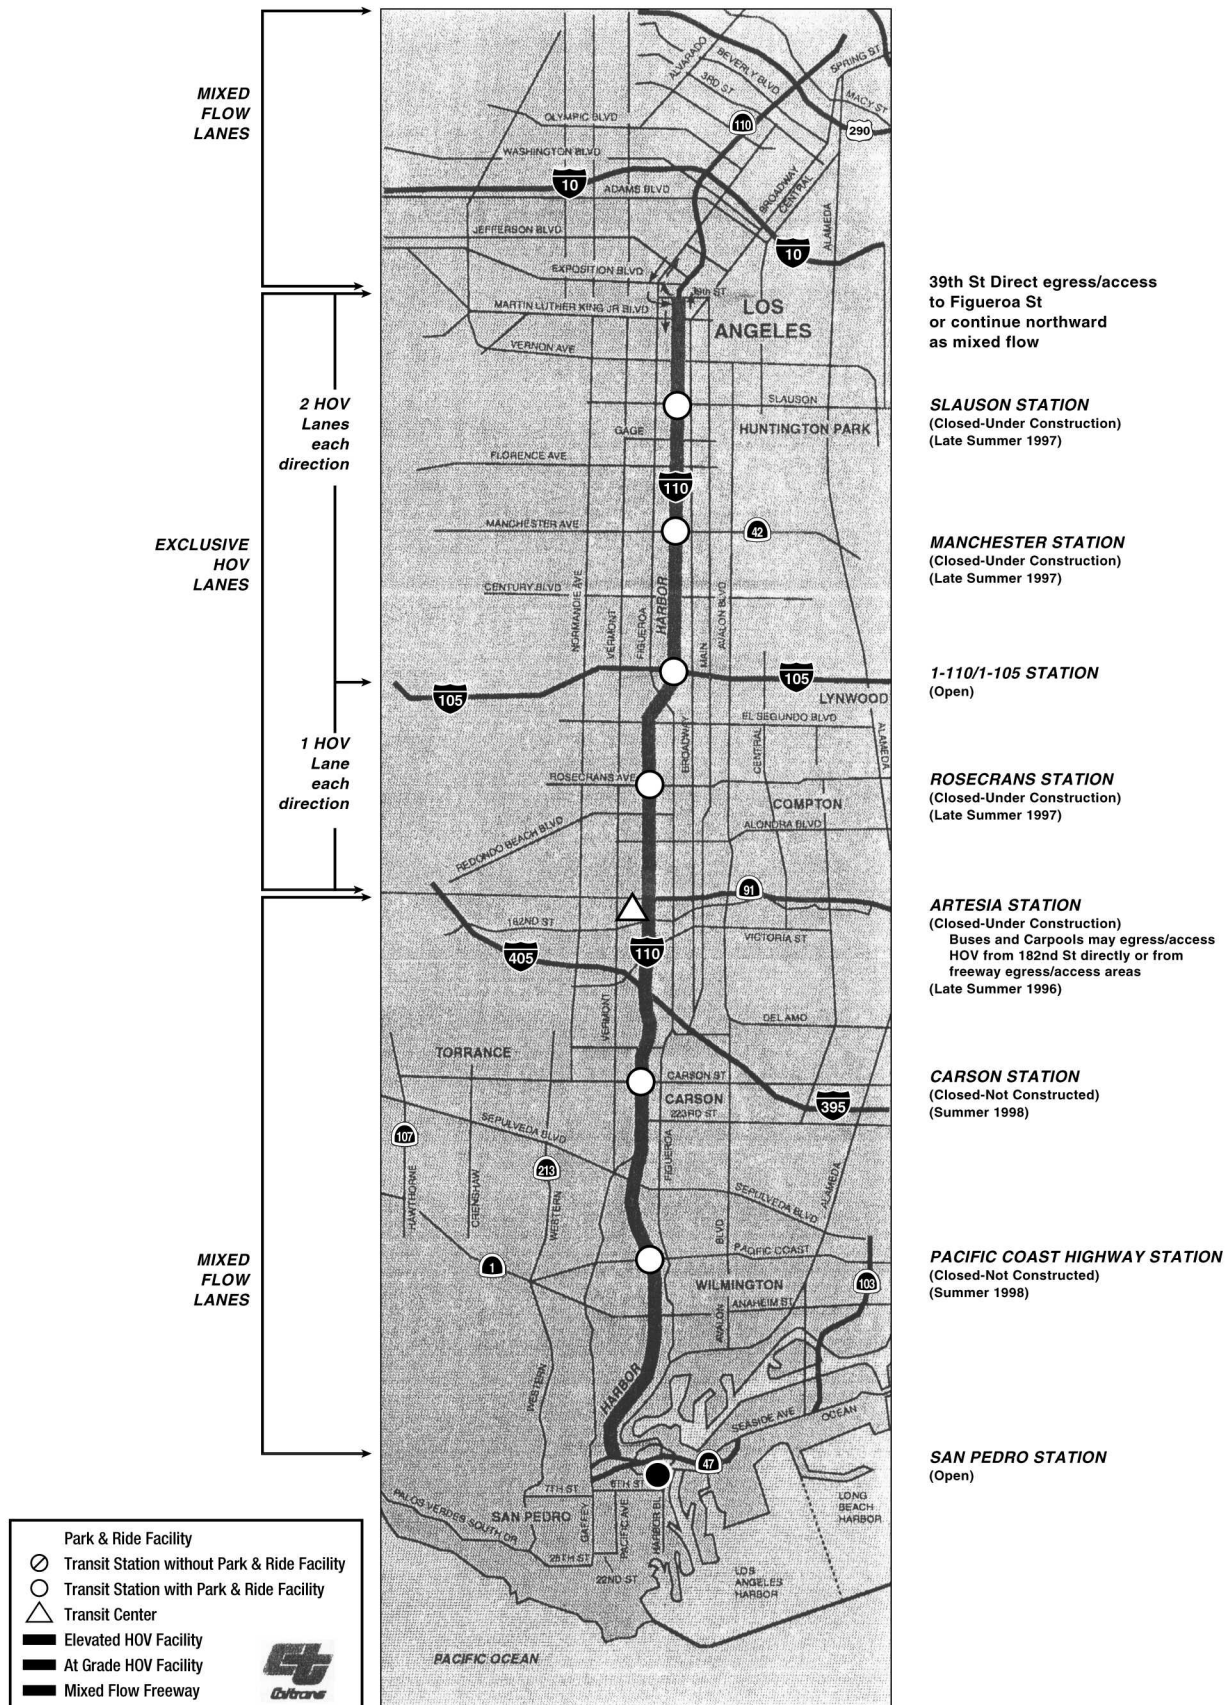 MIXED
FLOW
LANES
2 HOV
Lanes
each
direction
EXCLUSIVE
HOV
LANES
1 HOV
Lane
each
direction
MIXED
FLOW
LANES
ALVARADO
BEVERLY BLVD
3RD ST
SPRING ST
MACY ST
OLYMPIC BLVD
110
290
WASHINGTON BLVD
10
ADAMS BLVD
BROADWAY
CENTRAL
ALAMEDA
JEFFERSON BLVD
10
EXPOSITION BLVD
39th ST
MARTIN LUTHER KING JR BLVD
LOS
ANGELES
VERNON AVE
SLAUSON
GAGE
HUNTINGTON PARK
FLORENCE AVE
110
MANCHESTER AVE
42
CENTURY BLVD
NORMANDIE AVE
VERMONT
FIGUEROA
HARBOR
MAIN
AVALON BLVD
105
105
LYNWOOD
EL SEGUNDO BLVD
BROADWAY
CENTRAL
ALAMEDA
ROSECRANS AVE
COMPTON
ALONDRA BLVD
REDONDO BEACH BLVD
91
182ND ST
VICTORIA ST
405
110
VERMONT
DEL AMO
TORRANCE
CARSON ST
CARSON
223RD ST
395
107
SEPULVEDA BLVD
213
HAWTHORNE
CRENSHAW
WESTERN
FIGUEROA
SEPULVEDA BLVD
ALAMEDA
BLVD
PACIFIC COAST
1
WILMINGTON
103
ANAHEIM ST
AVALON
WESTERN
HARBOR
SEASIDE AVE
OCEAN
47
7TH ST
6TH ST
SAN PEDRO
GAFFEY
PACIFIC AVE
HARBOR BL
LONG
BEACH
HARBOR
PALOS VERDES SOUTH DR
25TH ST
22ND ST
LOS
ANGELES
HARBOR
PACIFIC OCEAN
39th St Direct egress/access
to Figueroa St
or continue northward
as mixed flow
SLAUSON STATION
(Closed-Under Construction)
(Late Summer 1997)
MANCHESTER STATION
(Closed-Under Construction)
(Late Summer 1997)
1-110/1-105 STATION
(Open)
ROSECRANS STATION
(Closed-Under Construction)
(Late Summer 1997)
ARTESIA STATION
(Closed-Under Construction)
Buses and Carpools may egress/access
HOV from 182nd St directly or from
freeway egress/access areas
(Late Summer 1996)
CARSON STATION
(Closed-Not Constructed)
(Summer 1998)
PACIFIC COAST HIGHWAY STATION
(Closed-Not Constructed)
(Summer 1998)
SAN PEDRO STATION
(Open)
Park & Ride Facility
Transit Station without Park & Ride Facility
Transit Station with Park & Ride Facility
Transit Center
Elevated HOV Facility
At Grade HOV Facility
Mixed Flow Freeway
Caltrans